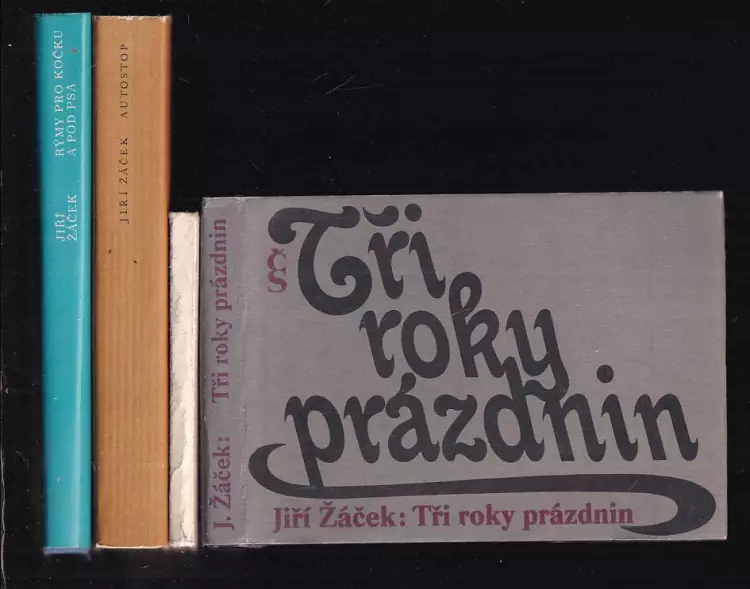 JIŘÍ
ŽÁČEK
RÝMY PRO KOČKU
A POD PSA
JIŘÍ ŽÁČEK AUTOSTOP
J. Žáček: Tři roky prázdnin
Tři
roky
prázdnin
Jiří Žáček: Tři roky prázdnin